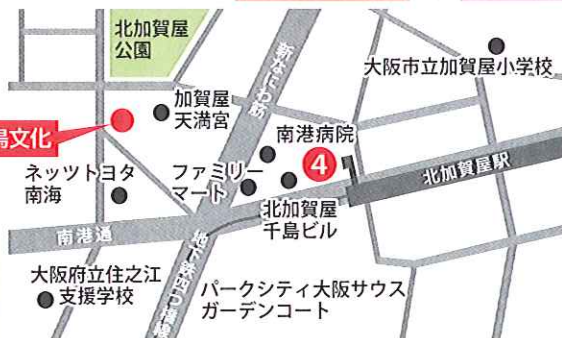 北加賀屋
公園
新なにわ筋
大阪市立加賀屋小学校
加賀屋
天満宮
南港病院
場文化
ネッツトヨタ
南海
ファミリー
マート
4
北加賀屋駅
北加賀屋
千島ビル
南港通
地下鉄四つ橋線
大阪府立住之江
支援学校
パークシティ大阪サウス
ガーデンコート